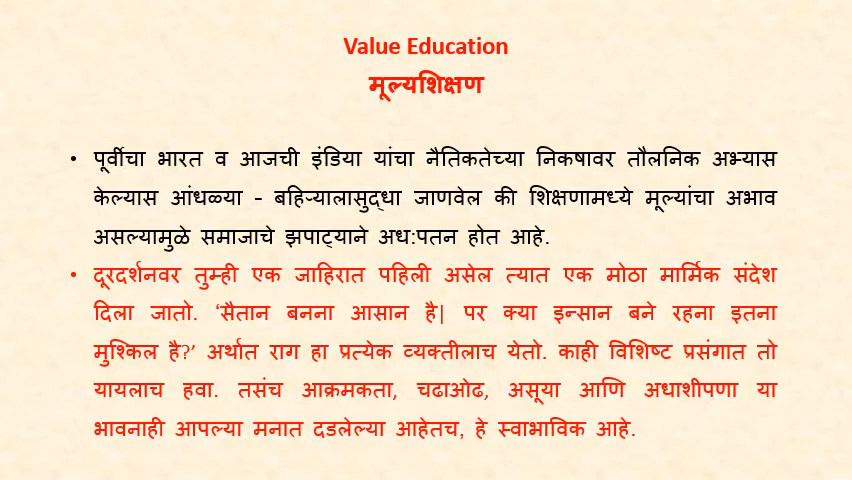 Value Education
मूल्यशिक्षण
• पूर्वीचा भारत व आजची इंडिया यांचा नैतिकतेच्या निकषावर तौलनिक अभ्यास
केल्यास आंधळ्या – बहिऱ्यालासुद्धा जाणवेल की शिक्षणामध्ये मूल्यांचा अभाव
असल्यामुळे समाजाचे झपाट्याने अध:पतन होत आहे.
• दूरदर्शनवर तुम्ही एक जाहिरात पहिली असेल त्यात एक मोठा मार्मिक संदेश
दिला जातो. ‘सैतान बनना आसान है| पर क्या इन्सान बने रहना इतना
मुश्किल है?’ अर्थात राग हा प्रत्येक व्यक्तीलाच येतो. काही विशिष्ट प्रसंगात तो
यायलाच हवा. तसंच आक्रमकता, चढाओढ, असूया आणि अधाशीपणा या
भावनाही आपल्या मनात दडलेल्या आहेतच, हे स्वाभाविक आहे.